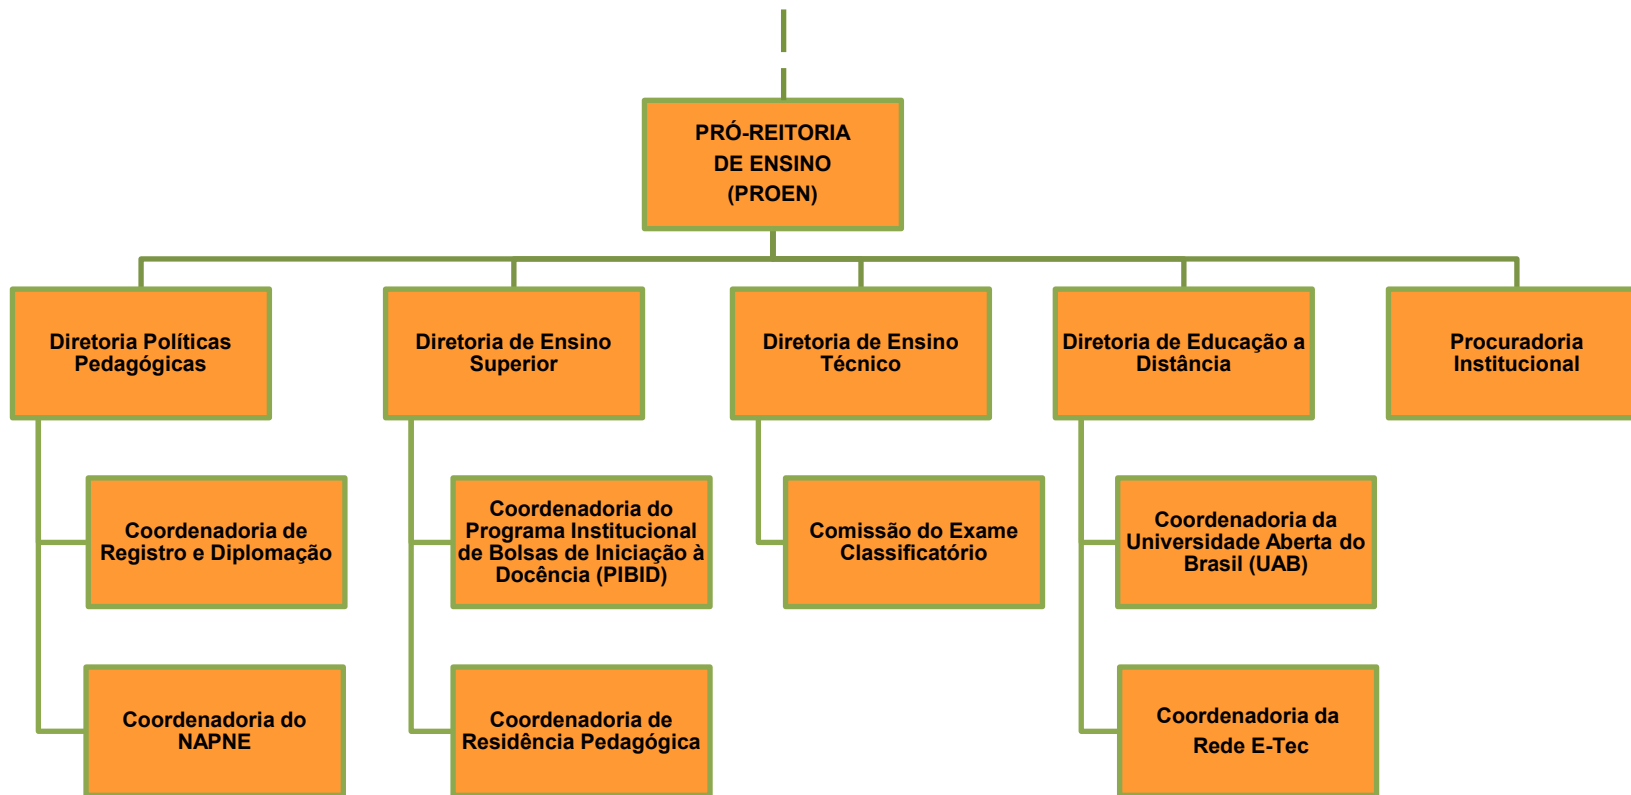 PRÓ-REITORIA
DE ENSINO
(PROEN)
Diretoria Políticas
Pedagógicas
Diretoria de Ensino
Superior
Diretoria de Ensino
Técnico
Diretoria de Educação a
Distância
Procuradoria
Institucional
Coordenadoria de
Registro e Diplomação
Coordenadoria do
Programa Institucional
de Bolsas de Iniciação à
Docência (PIBID)
Comissão do Exame
Classificatório
Coordenadoria da
Universidade Aberta do
Brasil (UAB)
Coordenadoria do
NAPNE
Coordenadoria de
Residência Pedagógica
Coordenadoria da
Rede E-Tec